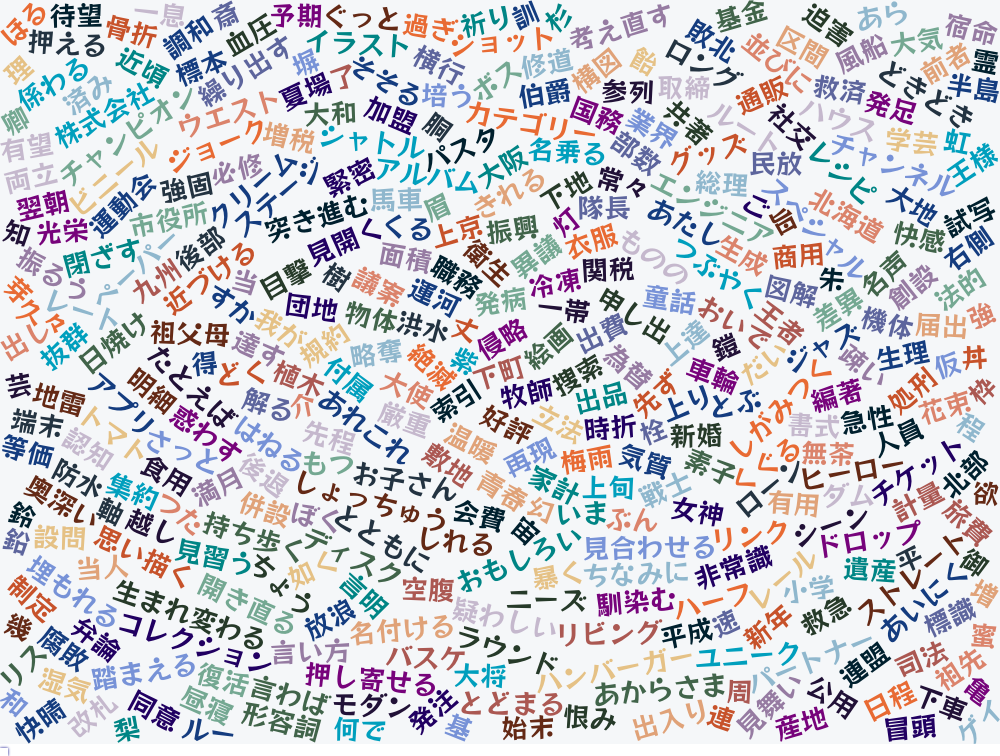 ほる
待望
一息
骨折
調和
斎
血圧
予期
ぐっと
過ぎ
祈り
訓
杉
考え直す
基金
迫害
あら
宿命
押える
近頃
標本
繰り出す
塀
イラスト
横行
ショット
ボス
修道
横図
飴
敗北
ロング
並びに
区間
風船
大気
前者
霊
理
係わる
済み
夏場
了
そそる
培う
伯爵
参列
取締
通販
救済
発足
どきどき
半島
卿
株式会社
チャンピオン
ウエスト
大和
加盟
胴
カテゴリー
国務
業界
共著
ルート
社交
ハウス
学芸
虹
有望
ジョーク
増税
シャトル
パスタ
名乗る
部数
グッズ
民放
レシピ
チャンネル
王様
両立
ビニール
強固
必修
クリームソ
緊密
アルバム
大阪
きれる
下地
常々
エンジニア
総理
スペシャル
北海道
大地
試写
翌朝
運動会
市役所
ステージ
馬車
眉
灯
隊長
あたし
ご
旨
知
光栄
突き進む
くくる
上京
振興
衣服
ものの
つぶやく
生成
商用
快感
右側
振る
閉ざす
九州
後部
見開く
面積
衛生
異議
朱
名声
創設
法的
う
ペーパー
近づける
当
目撃
樹
議案
職務
冷凍
関税
図解
芽
久々
レート
すか
団地
運河
発病
一帯
申し出
童話
おいで
王者
差異
機体
届出
強
出し
抜群
日焼け
祖父母
我が
規約
物体
洪水
丈
侵略
絵画
出費
上達
鎧
ジャズ
疎い
生理
仮
丼
たとえば
得
違す
略奪
絶滅
紫
下町
為替
車輪
だい
芸
地雷
アプリ
明細
どく
植木
付属
大使
索引
牧師
捜索
出品
先ず
上り
とぶ
しがみつく
編著
処刑
花束
枠
端末
トマト
惑わす
解る
介
あれこれ
厳重
好評
立法
時折
栓
新婚
書式
急性
程
等価
認知
さっと
はねる
先程
敷地
温暖
再現
梅雨
気質
素子
くぐる
無茶
人員
防水
食用
満月
後退
もつ
お子さん
青春
幻
家計
上旬
戦士
ローン
ヒーロー
チケット
北部
欲
奥深い
集約
つた
併設
ぼく
しょっちゅう
会費
宙
いま
ぶん
女神
有用
ダム
計量
旅費
鈴
軸
越し
持ち歩く
とともに
しれる
おもしろい
見合わせる
リンク
シーン
ドロップ
鉛
設問
思い描く
見習う
ディスク
ちょう
如く
暴く
ちなみに
非常識
遺産
平
ストレート
御
当人
埋もれる
開き直る
言明
空腹
ニーズ
馴染む
ハーフ
レール
小学
あいにく
増
制定
生まれ変わる
放浪
疑わしい
リビング
平成
速
新年
救急
標識
幾
弁論
コレクション
名付ける
ラウンド
蜜
リス
腐敗
言い方
バスケ
ハンバーガー
ユニーク
パートナー
連盟
司法
祖先
湿気
踏まえる
復活
押し寄せる
大将
あからさま
周
見舞い
公用
日程
下車
亀
和
改札
昼寝
言わば
モダン
発注
とどまる
快晴
梨
同意
ルー
形容詞
何で
基
始末
恨み
出入り
連
産地
冒頭
ゲイ